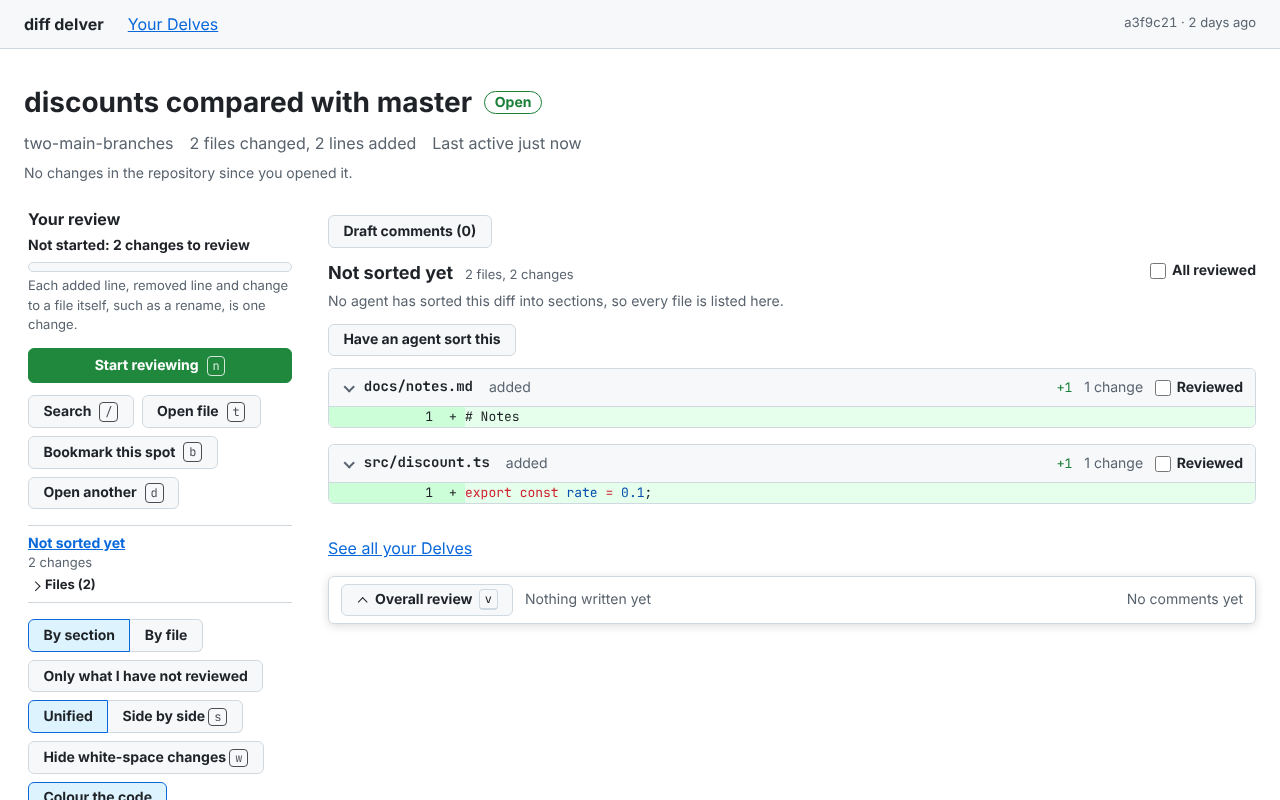 diff delver Your Delves a3f9c21 · 2 days ago
discounts compared with master Open
two-main-branches 2 files changed, 2 lines added Last active just now
No changes in the repository since you opened it.
Your review
Not started: 2 changes to review
Each added line, removed line and change
to a file itself, such as a rename, is one
change.
Start reviewing n
Search / Open file t
Bookmark this spot b
Open another d
Not sorted yet
2 changes
Files (2)
By section By file
Only what I have not reviewed
Unified Side by side s
Hide white-space changes w
Colour the code
Draft comments (0)
Not sorted yet 2 files, 2 changes All reviewed
No agent has sorted this diff into sections, so every file is listed here.
Have an agent sort this
docs/notes.md added +1 1 change Reviewed
1 + # Notes
src/discount.ts added +1 1 change Reviewed
1 + export const rate = 0.1;
See all your Delves
Overall review v Nothing written yet No comments yet